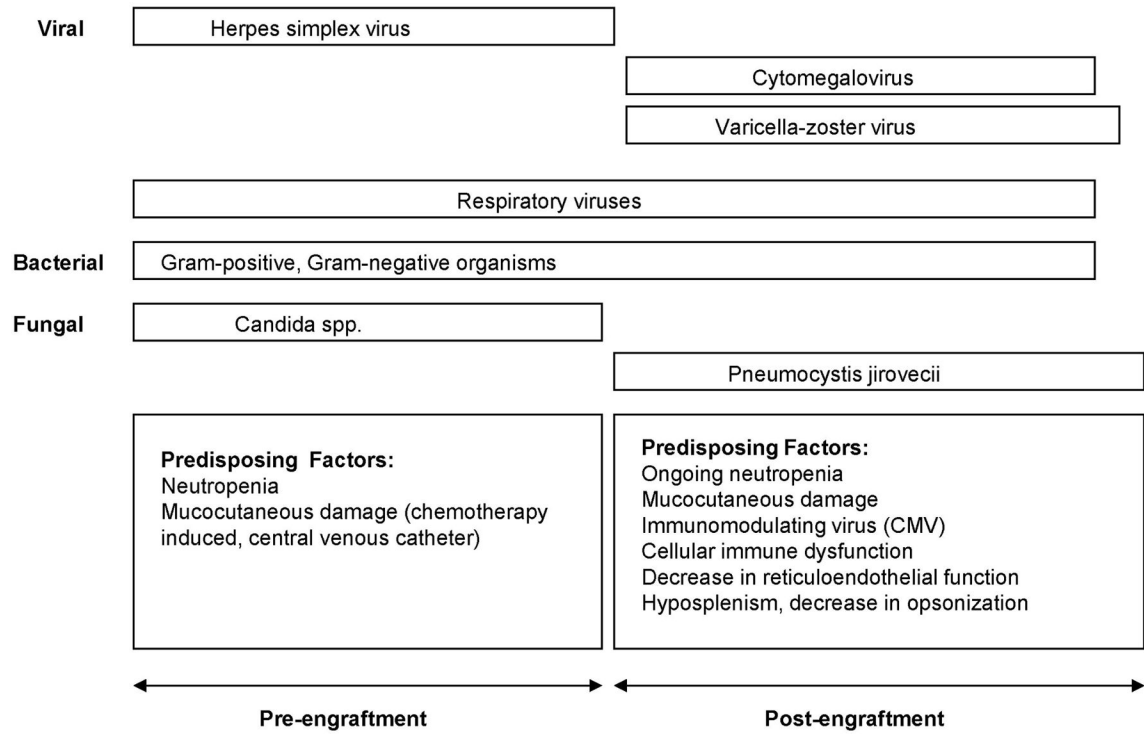 Viral
Herpes simplex virus
Cytomegalovirus
Varicella-zoster virus
Respiratory viruses
Bacterial
Gram-positive, Gram-negative organisms
Fungal
Candida spp.
Pneumocystis jirovecii
Predisposing Factors:
Neutropenia
Mucocutaneous damage (chemotherapy
induced, central venous catheter)
Predisposing Factors:
Ongoing neutropenia
Mucocutaneous damage
Immunomodulating virus (CMV)
Cellular immune dysfunction
Decrease in reticuloendothelial function
Hyposplenism, decrease in opsonization
Pre-engraftment
Post-engraftment